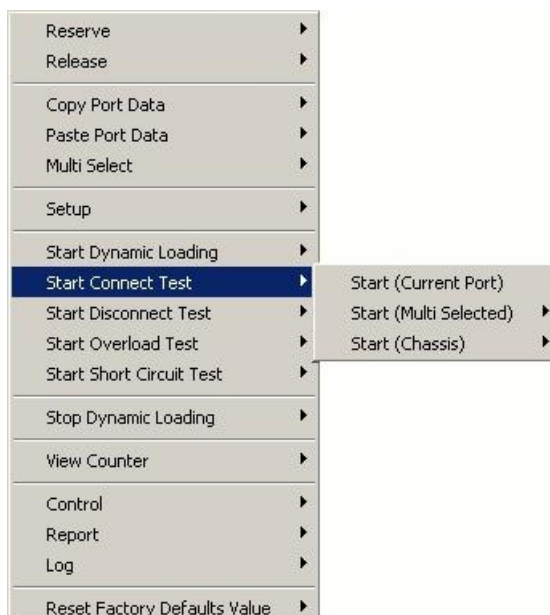 Reserve
Release
Copy Port Data
Paste Port Data
Multi Select
Setup
Start Dynamic Loading
Start Connect Test
Start Disconnect Test
Start Overload Test
Start Short Circuit Test
Stop Dynamic Loading
View Counter
Control
Report
Log
Reset Factory Defaults Value
Start (Current Port)
Start (Multi Selected)
Start (Chassis)